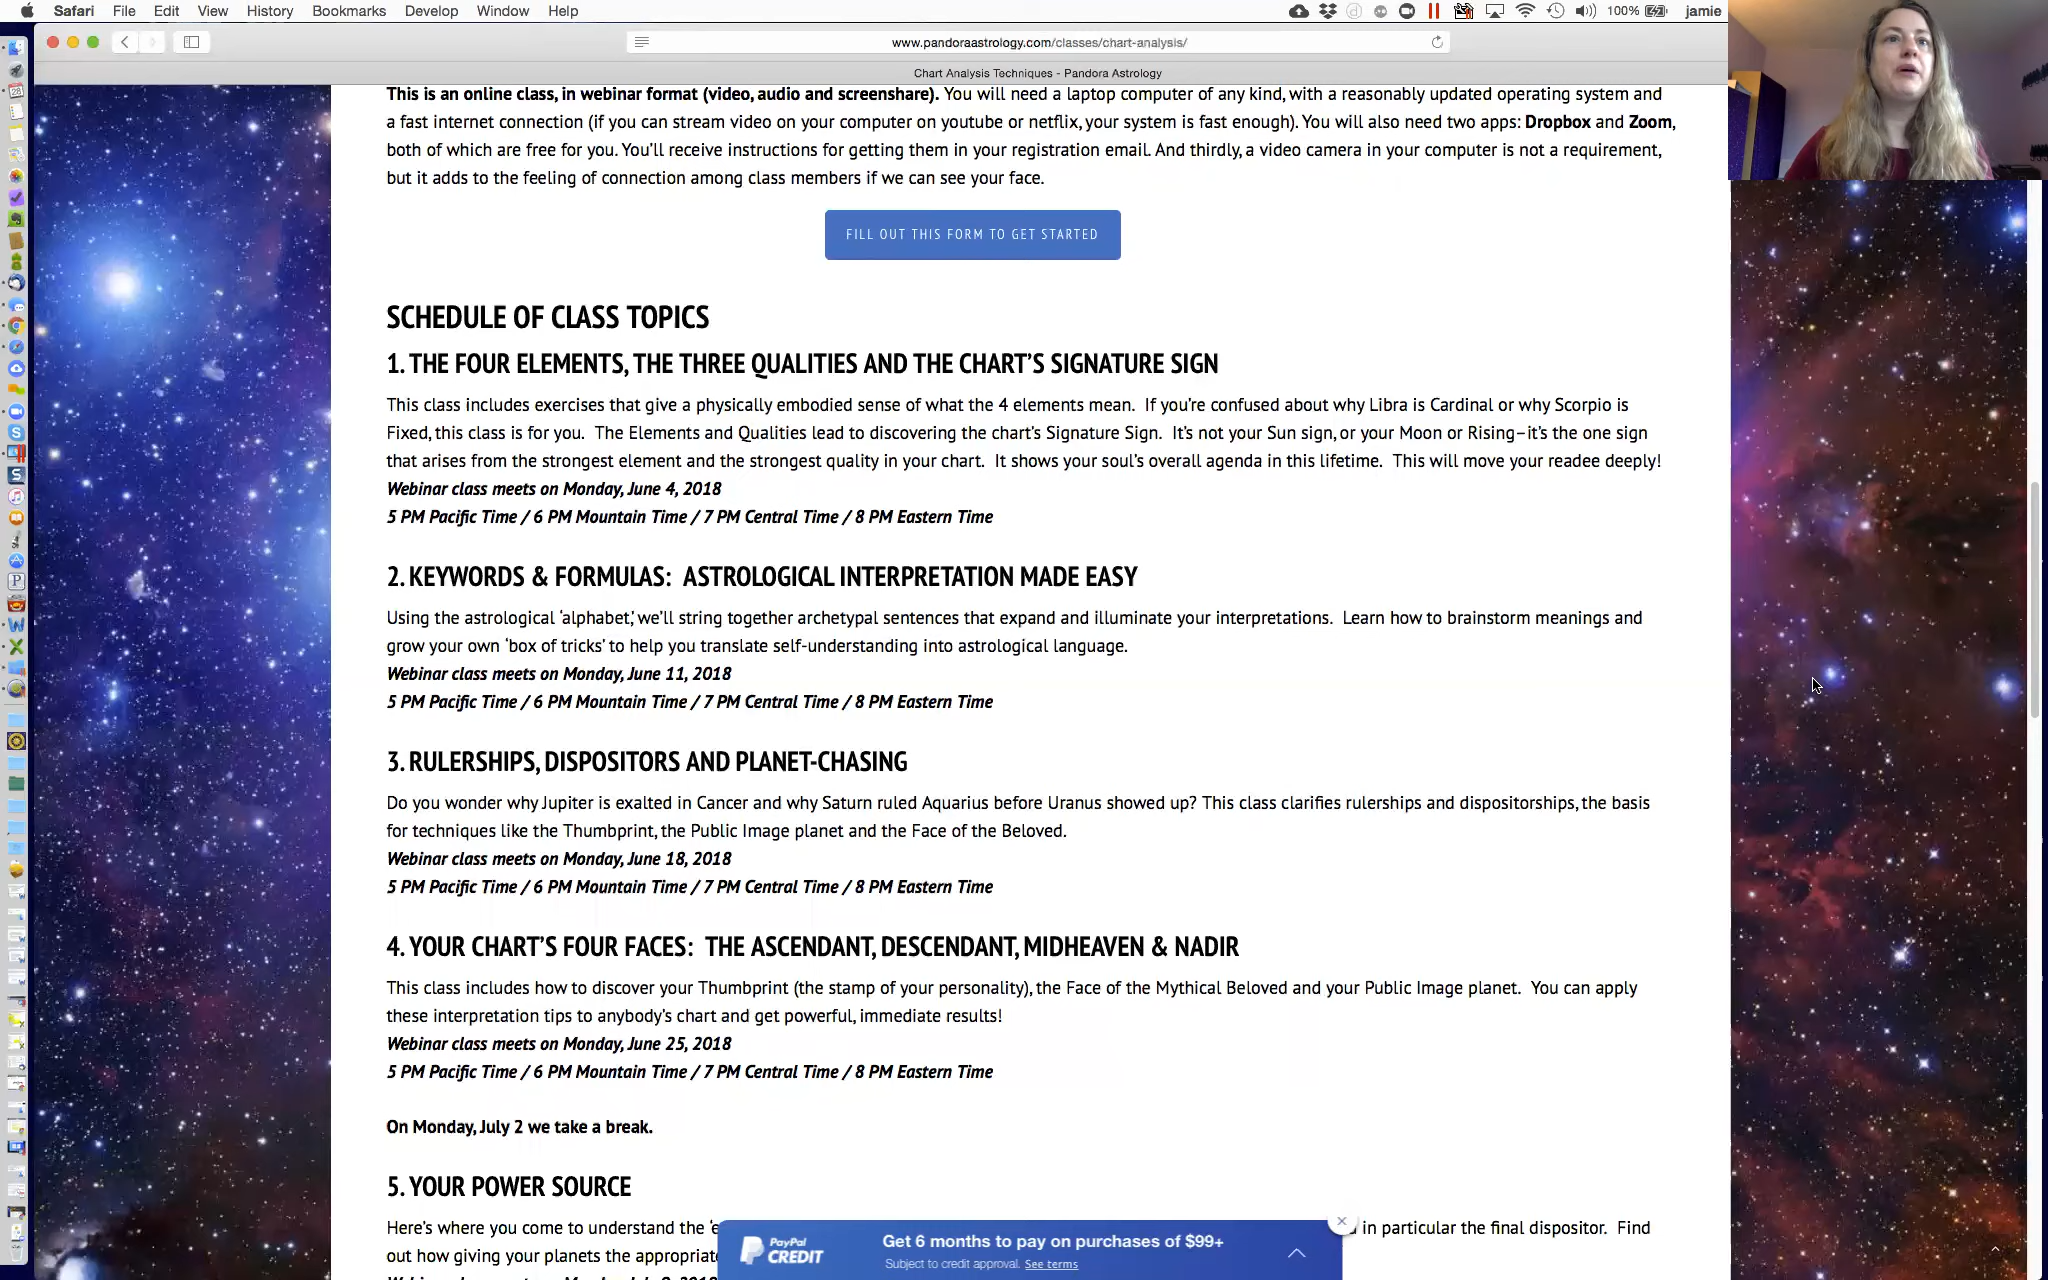 Safari File Edit View History Bookmarks Develop Window Help 100% jamie
www.pandoraastrology.com/classes/chart-analysis/
Chart Analysis Techniques - Pandora Astrology
This is an online class, in webinar format (video, audio and screenshare). You will need a laptop computer of any kind, with a reasonably updated operating system and
a fast internet connection (if you can stream video on your computer on youtube or netflix, your system is fast enough). You will also need two apps: Dropbox and Zoom,
both of which are free for you. You'll receive instructions for getting them in your registration email. And thirdly, a video camera in your computer is not a requirement,
but it adds to the feeling of connection among class members if we can see your face.
FILL OUT THIS FORM TO GET STARTED
SCHEDULE OF CLASS TOPICS
1. THE FOUR ELEMENTS, THE THREE QUALITIES AND THE CHART'S SIGNATURE SIGN
This class includes exercises that give a physically embodied sense of what the 4 elements mean. If you're confused about why Libra is Cardinal or why Scorpio is
Fixed, this class is for you. The Elements and Qualities lead to discovering the chart's Signature Sign. It's not your Sun sign, or your Moon or Rising–it's the one sign
that arises from the strongest element and the strongest quality in your chart. It shows your soul's overall agenda in this lifetime. This will move your readee deeply!
Webinar class meets on Monday, June 4, 2018
5 PM Pacific Time / 6 PM Mountain Time / 7 PM Central Time / 8 PM Eastern Time
2. KEYWORDS & FORMULAS: ASTROLOGICAL INTERPRETATION MADE EASY
Using the astrological 'alphabet,' we'll string together archetypal sentences that expand and illuminate your interpretations. Learn how to brainstorm meanings and
grow your own 'box of tricks' to help you translate self-understanding into astrological language.
Webinar class meets on Monday, June 11, 2018
5 PM Pacific Time / 6 PM Mountain Time / 7 PM Central Time / 8 PM Eastern Time
3. RULERSHIPS, DISPOSITORS AND PLANET-CHASING
Do you wonder why Jupiter is exalted in Cancer and why Saturn ruled Aquarius before Uranus showed up? This class clarifies rulerships and dispositorships, the basis
for techniques like the Thumbprint, the Public Image planet and the Face of the Beloved.
Webinar class meets on Monday, June 18, 2018
5 PM Pacific Time / 6 PM Mountain Time / 7 PM Central Time / 8 PM Eastern Time
4. YOUR CHART'S FOUR FACES: THE ASCENDANT, DESCENDANT, MIDHEAVEN & NADIR
This class includes how to discover your Thumbprint (the stamp of your personality), the Face of the Mythical Beloved and your Public Image planet. You can apply
these interpretation tips to anybody's chart and get powerful, immediate results!
Webinar class meets on Monday, June 25, 2018
5 PM Pacific Time / 6 PM Mountain Time / 7 PM Central Time / 8 PM Eastern Time
On Monday, July 2 we take a break.
5. YOUR POWER SOURCE
Here's where you come to understand the in particular the final dispositor. Find
out how giving your planets the appropriate
PayPal CREDIT
Get 6 months to pay on purchases of $99+
Subject to credit approval. See terms